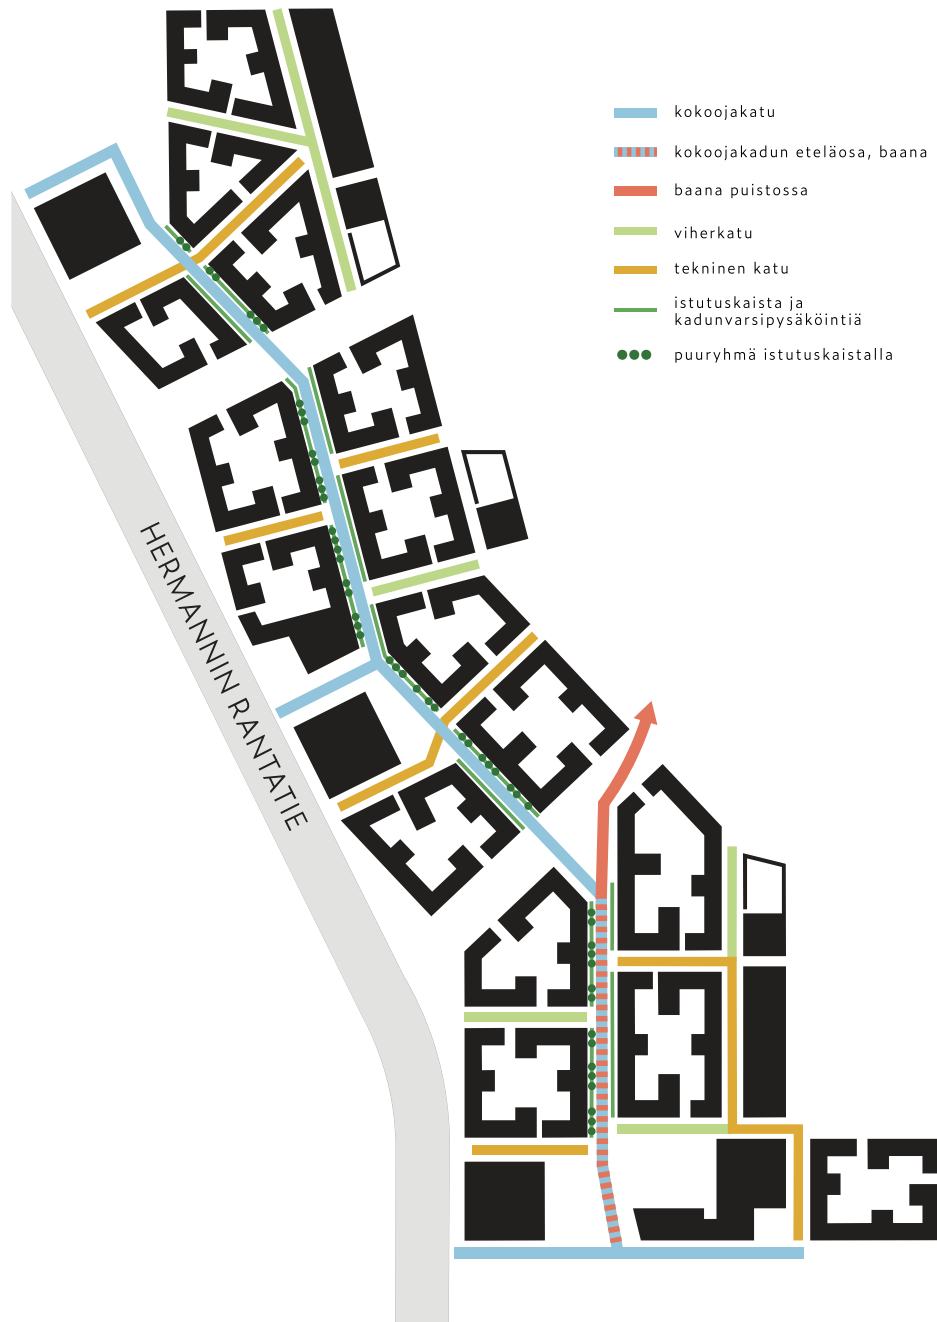 kokoojakatu
kokoojakadun eteläosa, baana
baana puistossa
viherkatu
tekninen katu
istutuskaista ja
kadunvarsipysäköintiä
puuryhmä istutuskaistalla
HERMANNIN RANTATIE